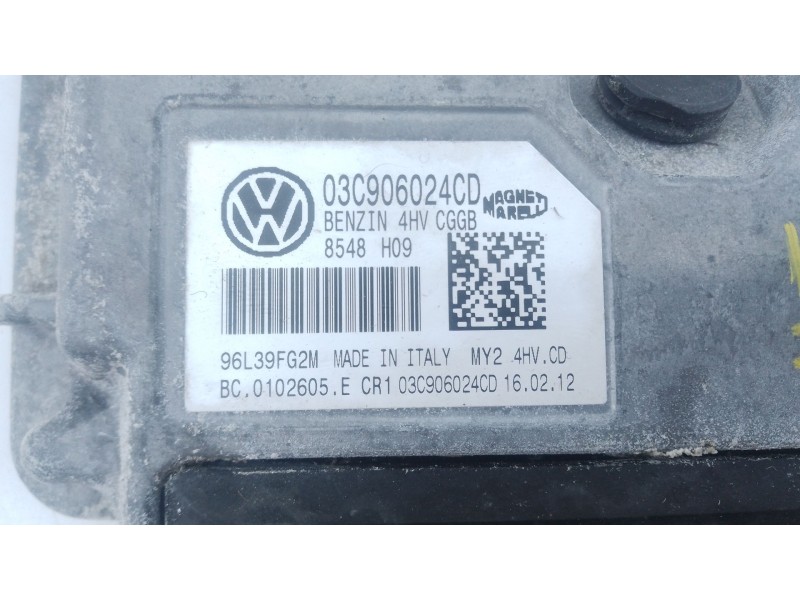 03C906024CD
MAGNETI
MARELLI
BENZIN 4HV CGGB
8548 H09
96L39FG2M MADE IN ITALY MY2 4HV.CD
BC.0102605.E CR1 03C906024CD 16.02.12